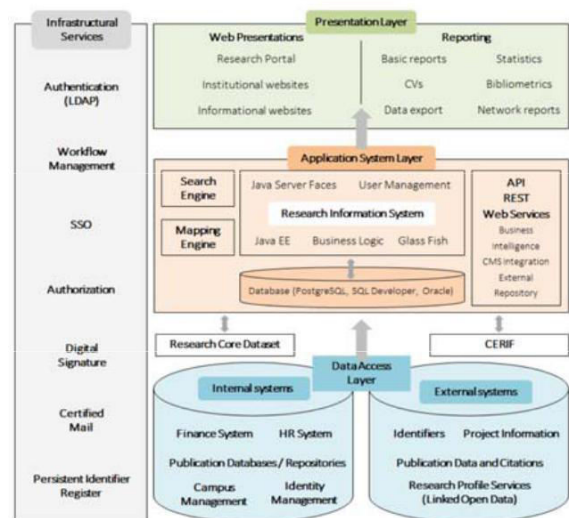 Infrastructural
Services
Authentication
(LDAP)
Workflow
Management
SSO
Authorization
Digital
Signature
Certified
Mail
Persistent Identifier
Register
Presentation Layer
Web Presentations
Research Portal
Institutional websites
Informational websites
Reporting
Basic reports
Statistics
CVs
Bibliometrics
Data export
Network reports
Application System Layer
Search
Engine
Mapping
Engine
Java Server Faces
User Management
Research Information System
Java EE
Business Logic
Glass Fish
Database (PostgreSQL, SQL Developer, Oracle)
API
REST
Web Services
Business
Intelligence
CMS Integration
External
Repository
Research Core Dataset
CERIF
Data Access
Layer
Internal systems
Finance System
HR System
Publication Databases / Repositories
Campus
Management
Identity
Management
External systems
Identifiers
Project Information
Publication Data and Citations
Research Profile Services
(Linked Open Data)